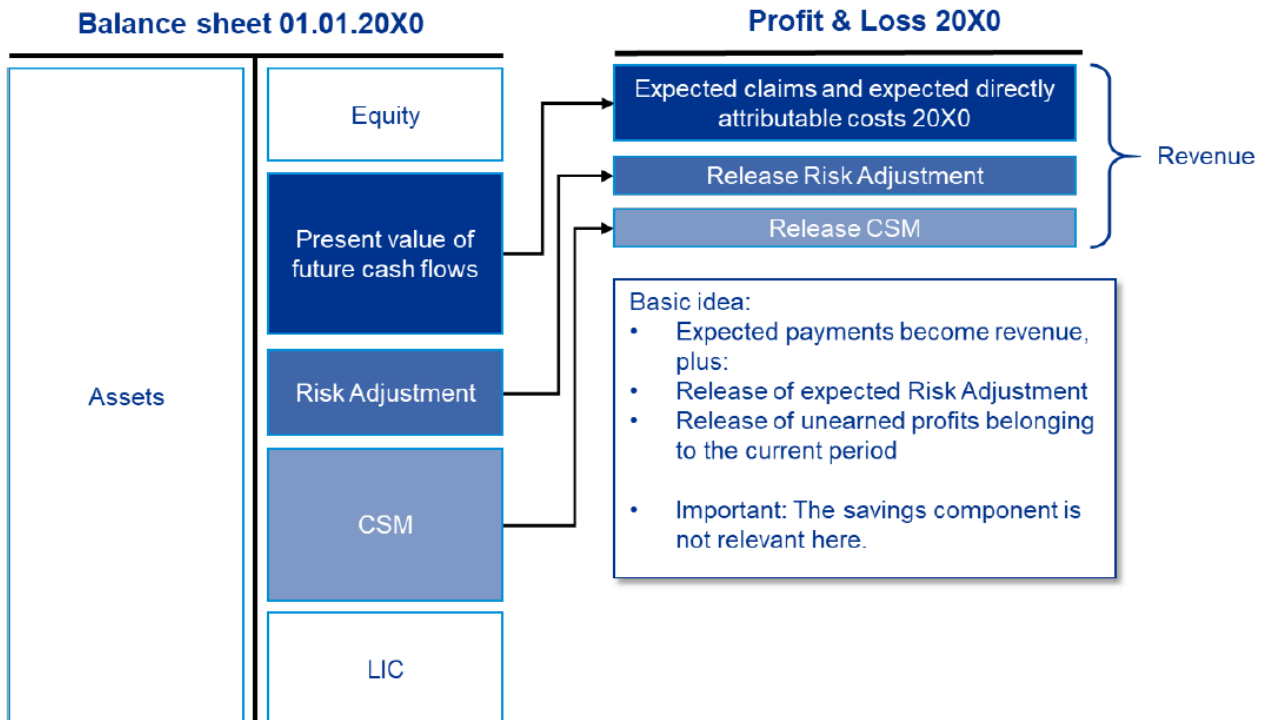 Balance sheet 01.01.20X0
Profit & Loss 20X0
Assets
Equity
Present value of
future cash flows
Risk Adjustment
CSM
LIC
Expected claims and expected directly
attributable costs 20X0
Release Risk Adjustment
Release CSM
Revenue
Basic idea:
• Expected payments become revenue,
plus:
• Release of expected Risk Adjustment
• Release of unearned profits belonging
to the current period
• Important: The savings component is
not relevant here.